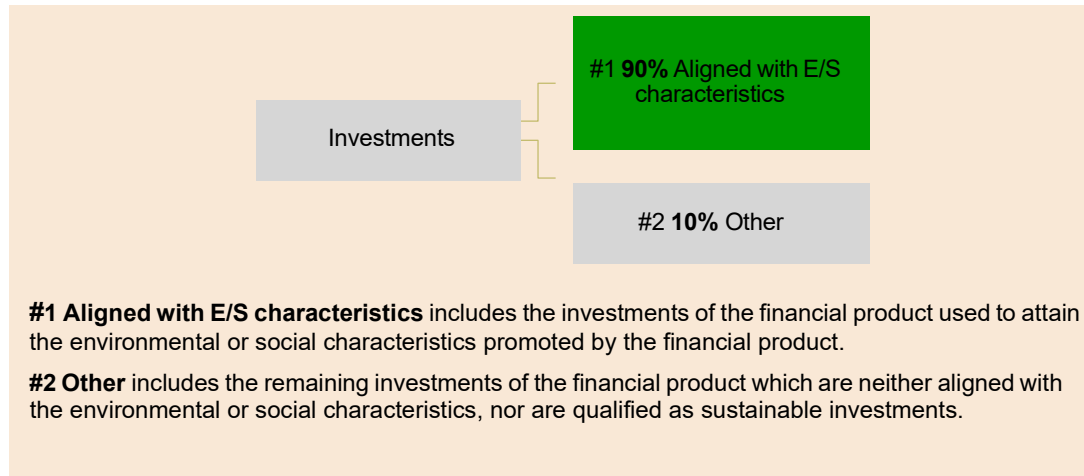 #1 90% Aligned with E/S
characteristics
Investments
#2 10% Other
#1 Aligned with E/S characteristics includes the investments of the financial product used to attain
the environmental or social characteristics promoted by the financial product.
#2 Other includes the remaining investments of the financial product which are neither aligned with
the environmental or social characteristics, nor are qualified as sustainable investments.